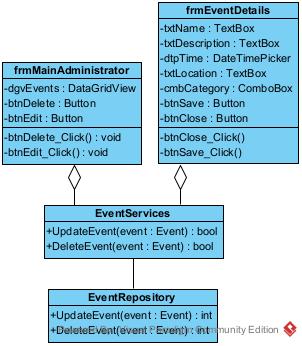 frmEventDetails
-txtName : TextBox
-txtDescription : TextBox
-dtpTime : DateTimePicker
-txtLocation : TextBox
-cmbCategory : ComboBox
-btnSave : Button
-btnClose : Button
-btnClose_Click()
-btnSave_Click()
frmMainAdministrator
-dgvEvents : DataGridView
-btnDelete : Button
-btnEdit : Button
-btnDelete_Click() : void
-btnEdit_Click() : void
EventServices
+UpdateEvent(event : Event) : bool
+DeleteEvent(event : Event) : bool
EventRepository
+UpdateEvent(event : Event) : int
+DeleteEvent(event : Event) : int
Community Edition